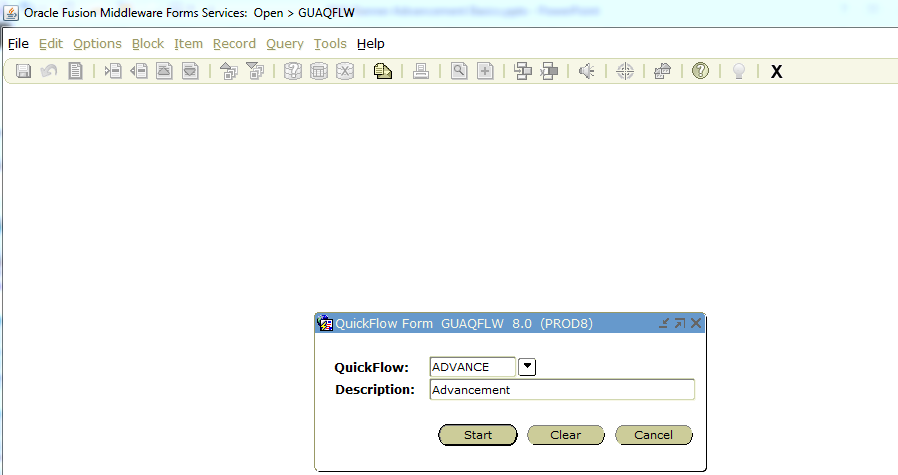 Oracle Fusion Middleware Forms Services: Open > GUAQFLW
File Edit Options Block Item Record Query Tools Help
X
QuickFlow Form GUAQFLW 8.0 (PROD8)
QuickFlow: ADVANCE
Description: Advancement
Start Clear Cancel